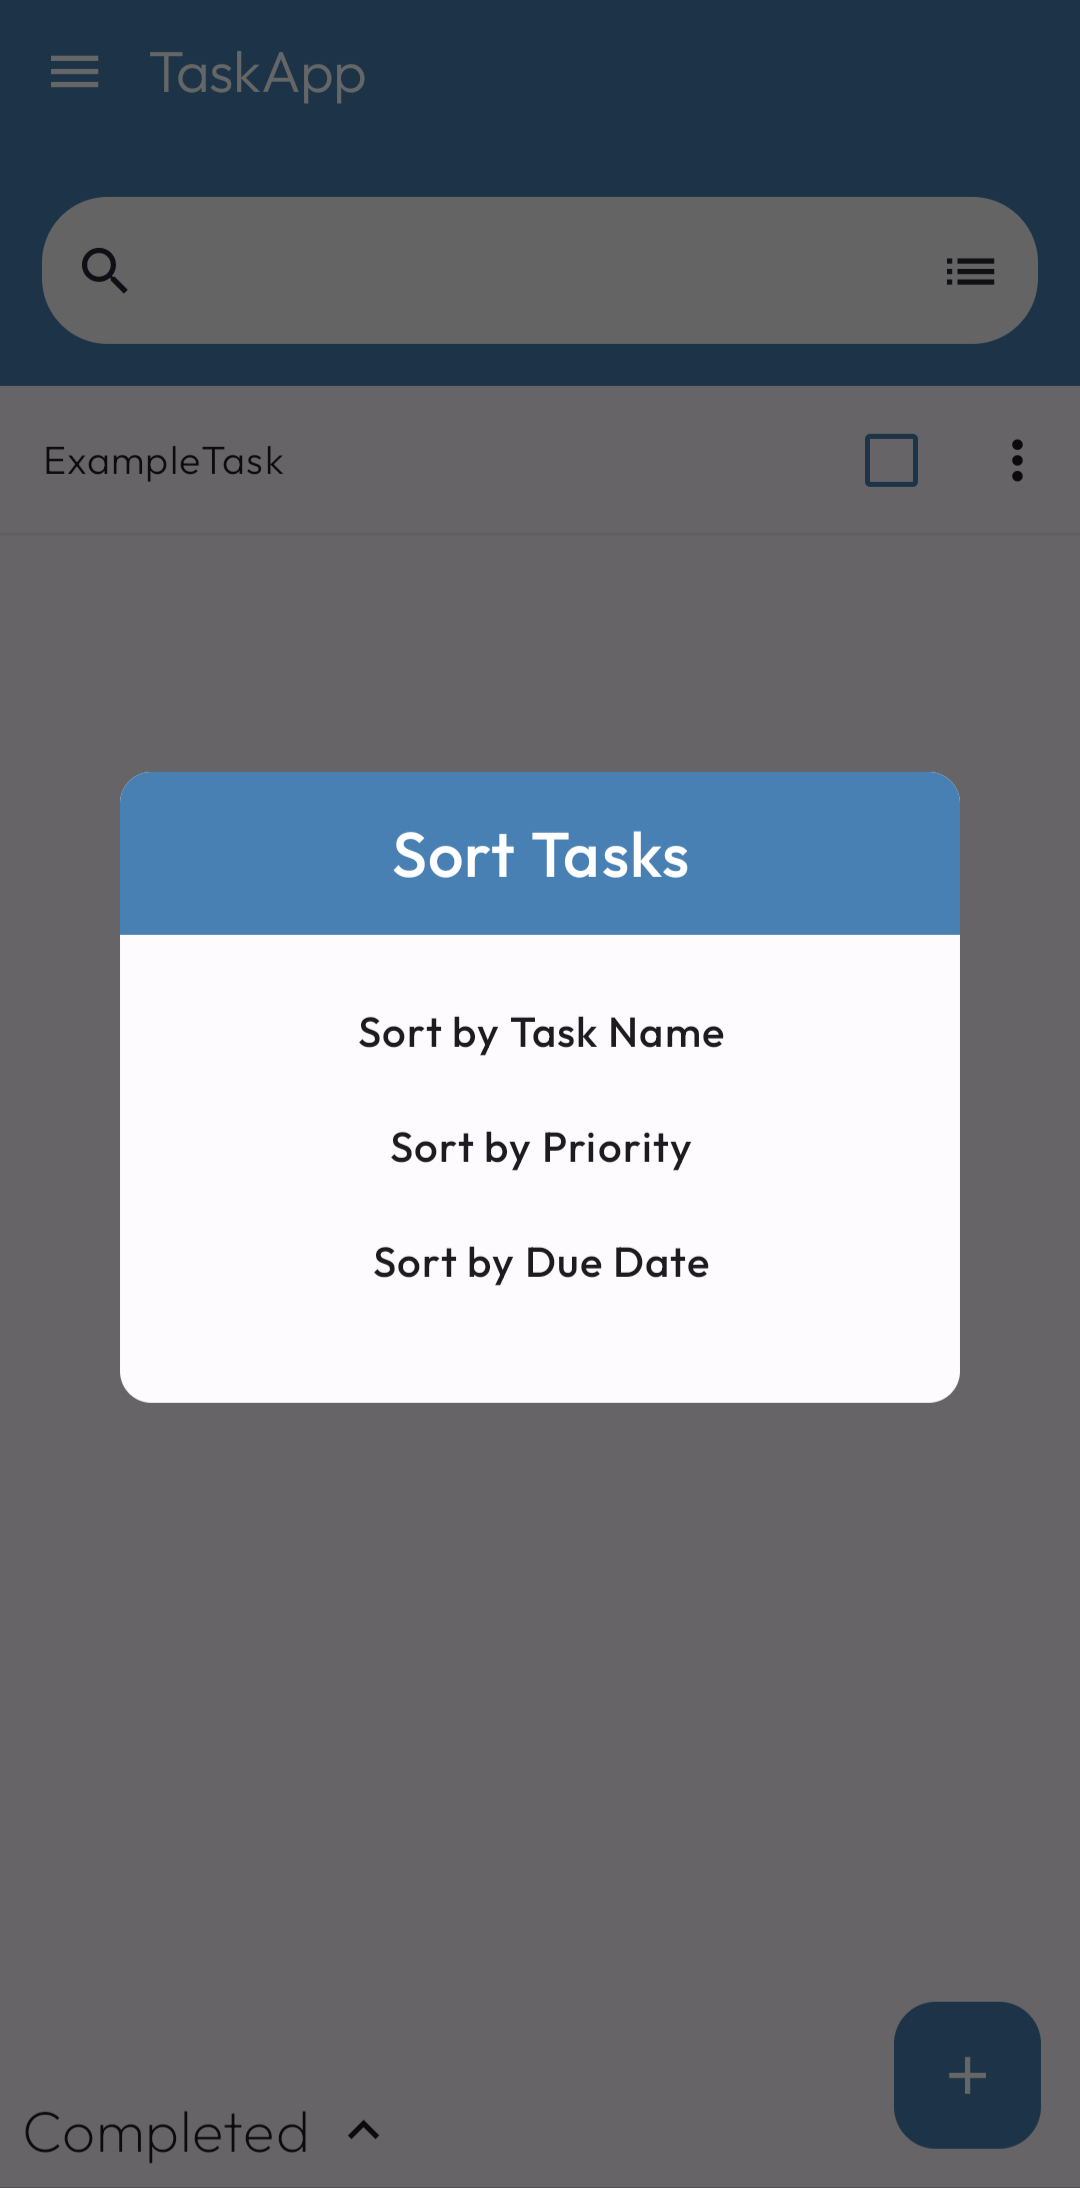 TaskApp
ExampleTask
Sort Tasks
Sort by Task Name
Sort by Priority
Sort by Due Date
Completed